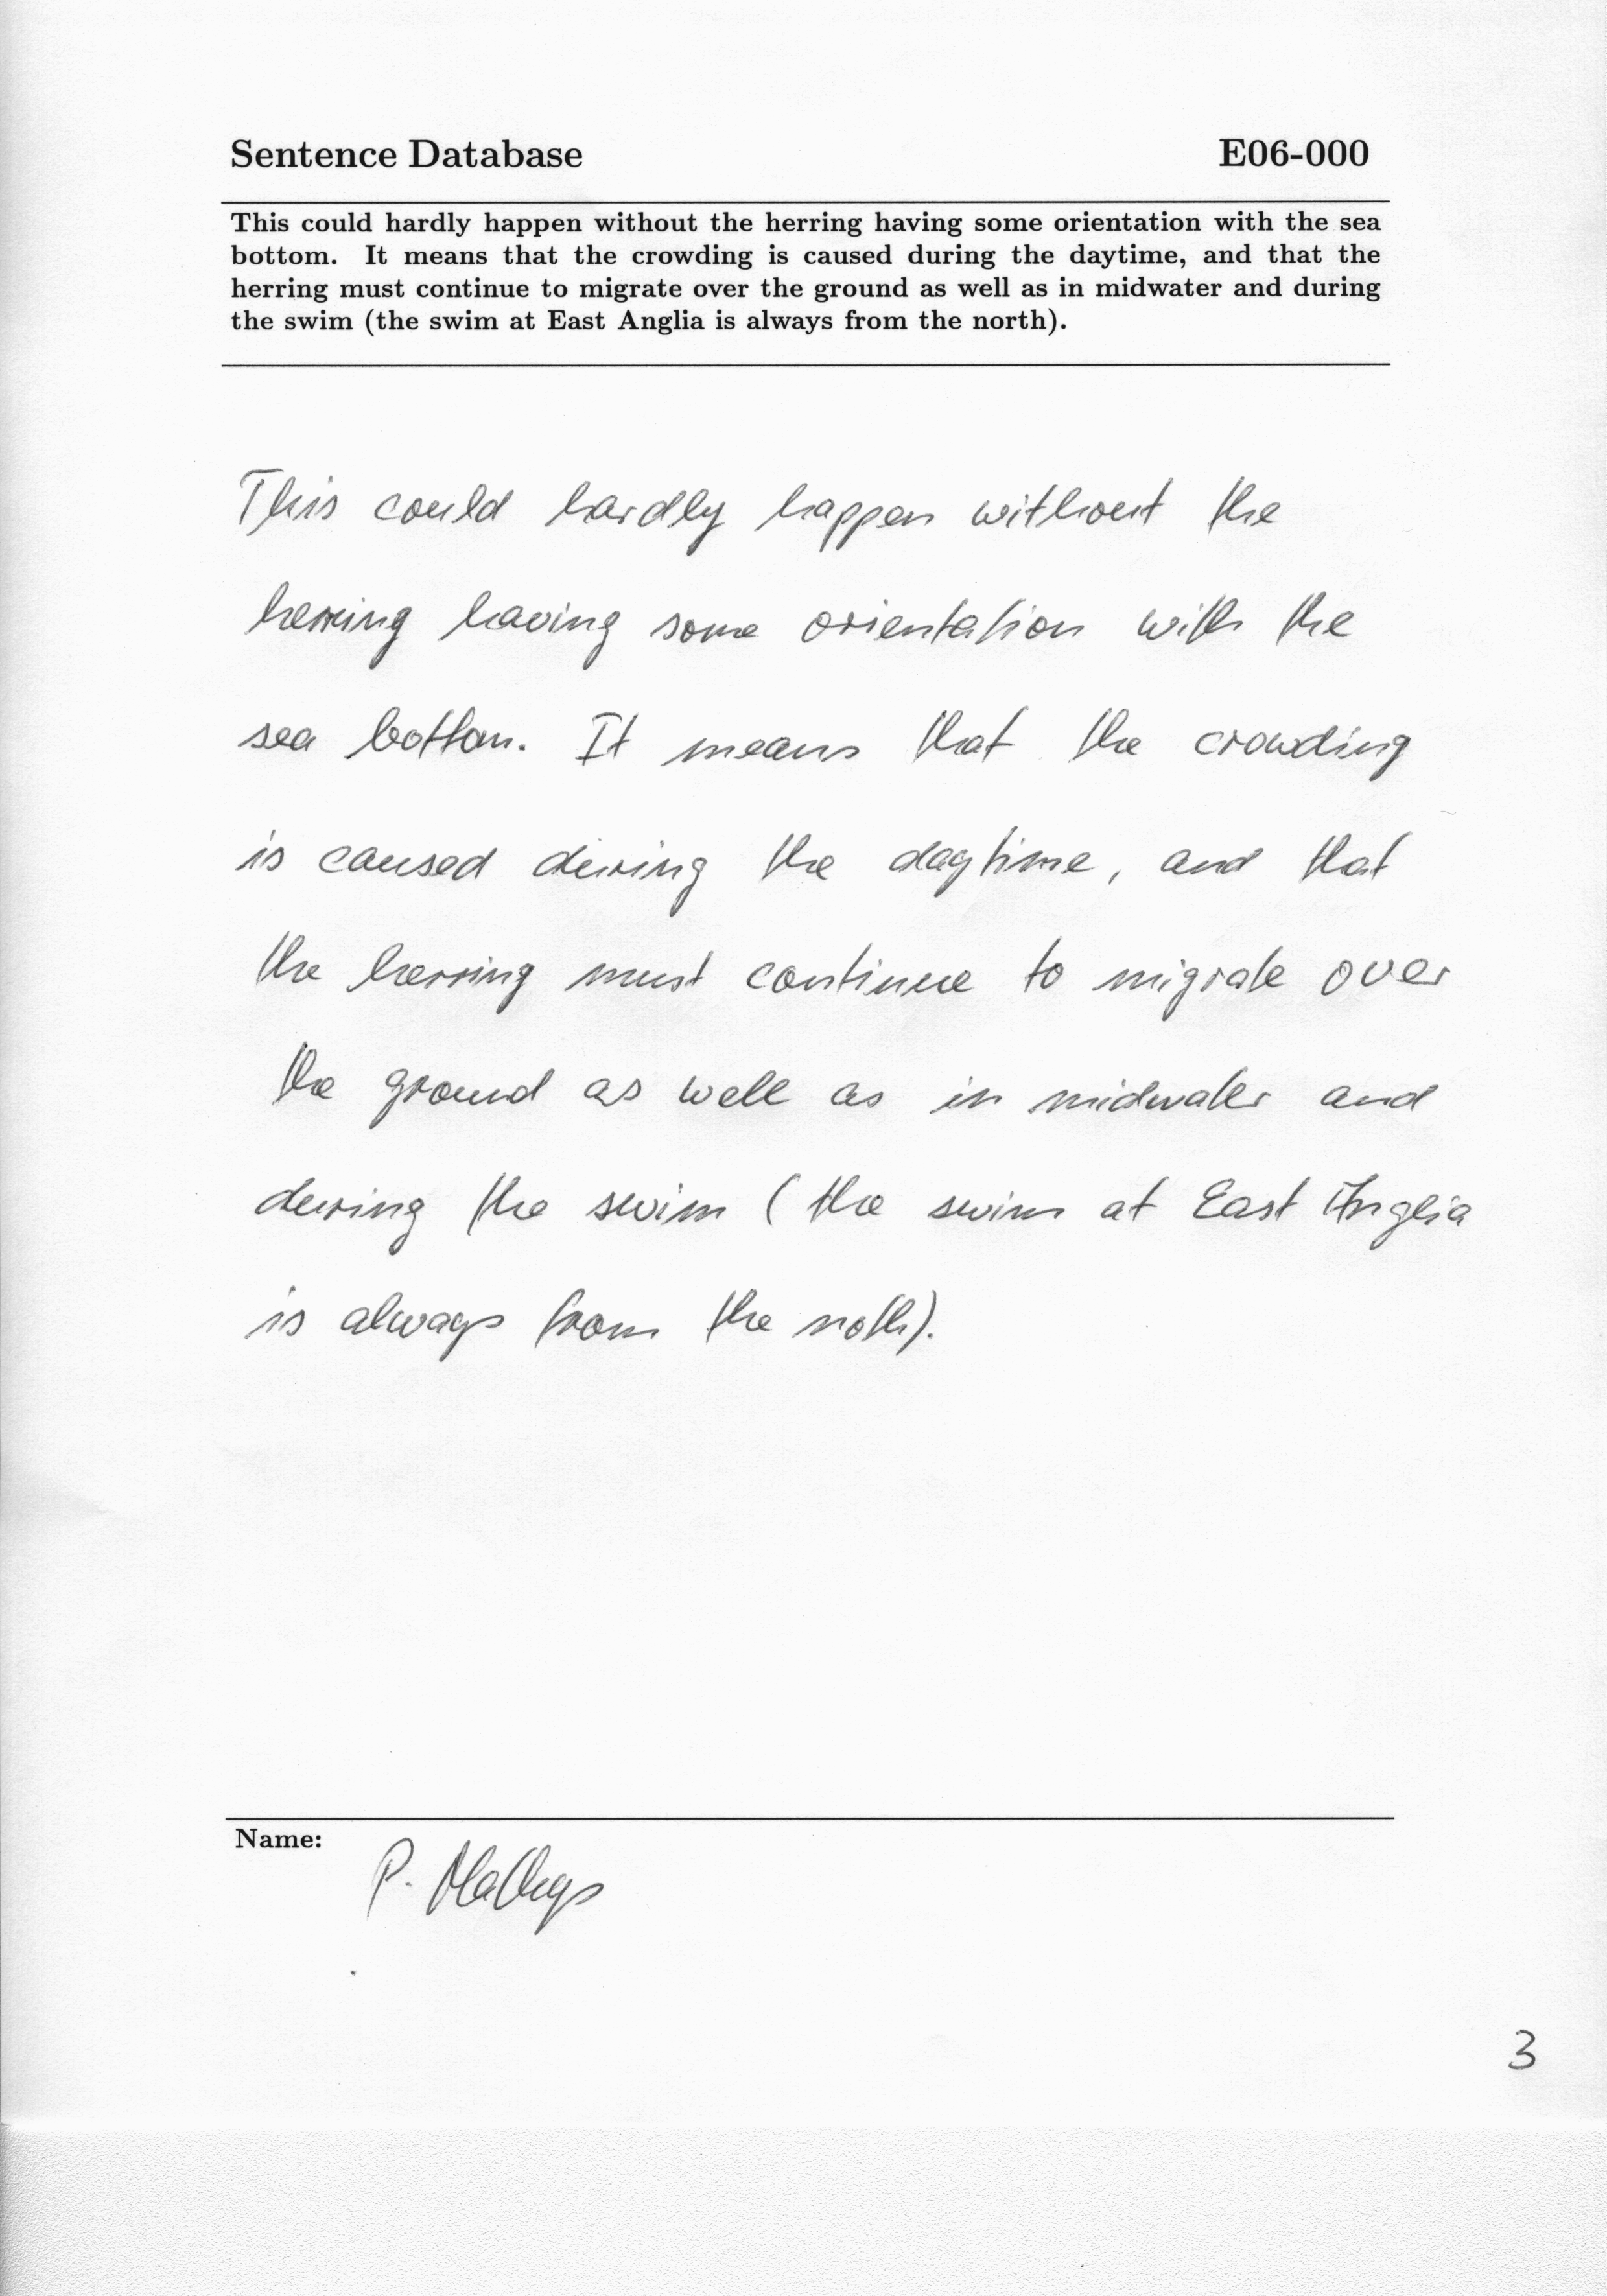 Sentence Database E06-000
This could hardly happen without the herring having some orientation with the sea
bottom. It means that the crowding is caused during the daytime, and that the
herring must continue to migrate over the ground as well as in midwater and during
the swim (the swim at East Anglia is always from the north).
This could hardly happen without the
herring having some orientation with the
sea bottom. It means that the crowding
is caused during the daytime, and that
the herring must continue to migrate over
the ground as well as in midwater and
during the swim (the swim at East Anglia
is always from the noth).
Name:
P.
3